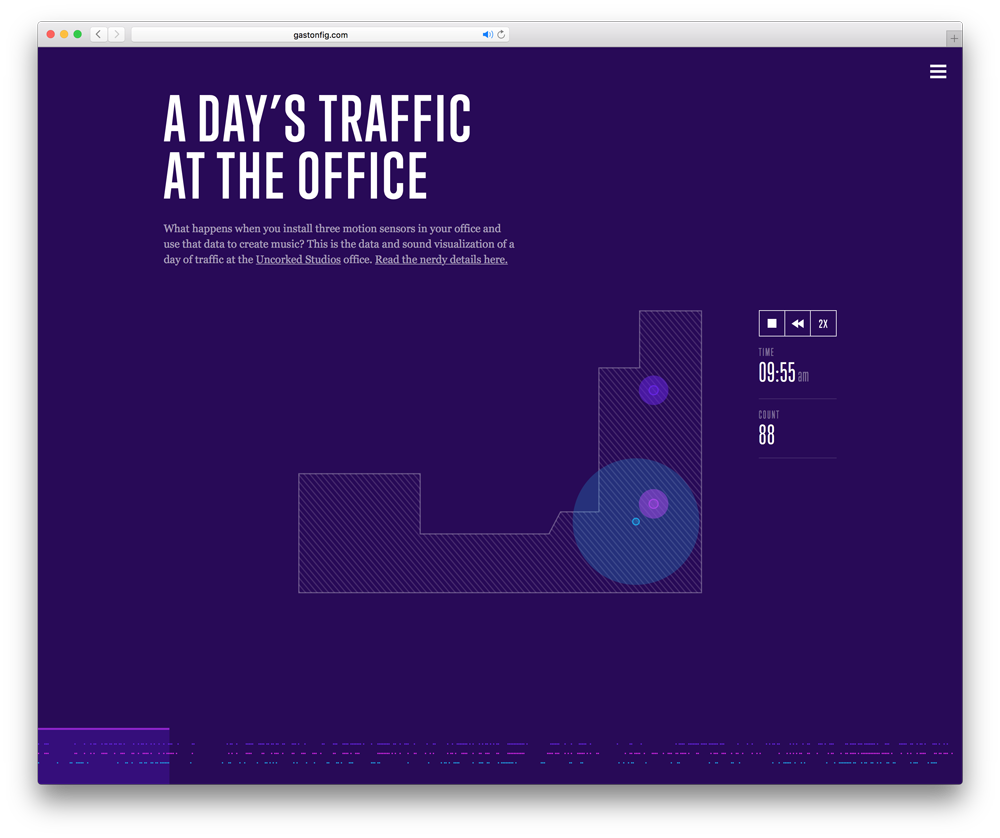 gastonfig.com
A DAY'S TRAFFIC
AT THE OFFICE
What happens when you install three motion sensors in your office and
use that data to create music? This is the data and sound visualization of a
day of traffic at the Uncorked Studios office. Read the nerdy details here.
2X
TIME
09:55 am
COUNT
88